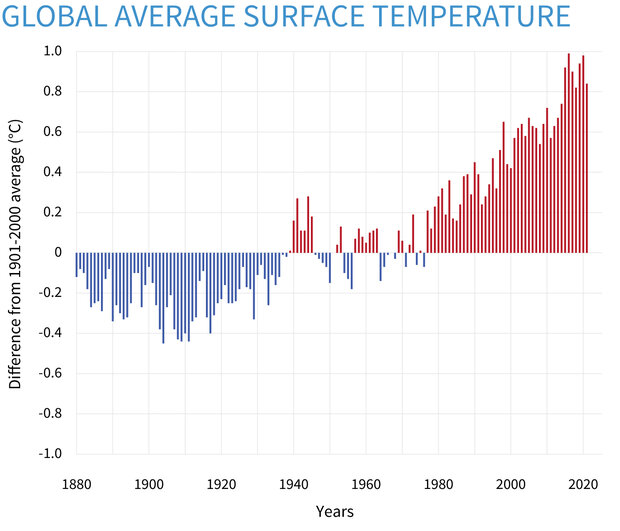 GLOBAL AVERAGE SURFACE TEMPERATURE
1.0
0.8
0.6
0.4
0.2
0
-0.2
-0.4
-0.6
-0.8
-1.0
Difference from 1901-2000 average (°C)
1880 1900 1920 1940 1960 1980 2000 2020
Years